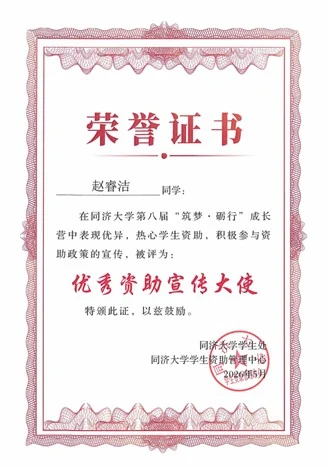 荣誉证书
赵睿洁 同学：
在同济大学第八届“筑梦·砺行”成长
营中表现优异，热心学生资助，积极参与资
助政策的宣传，被评为：
优秀资助宣传大使
特颁此证，以兹鼓励。
同济大学学生处
同济大学学生资助管理中心
2026年5月